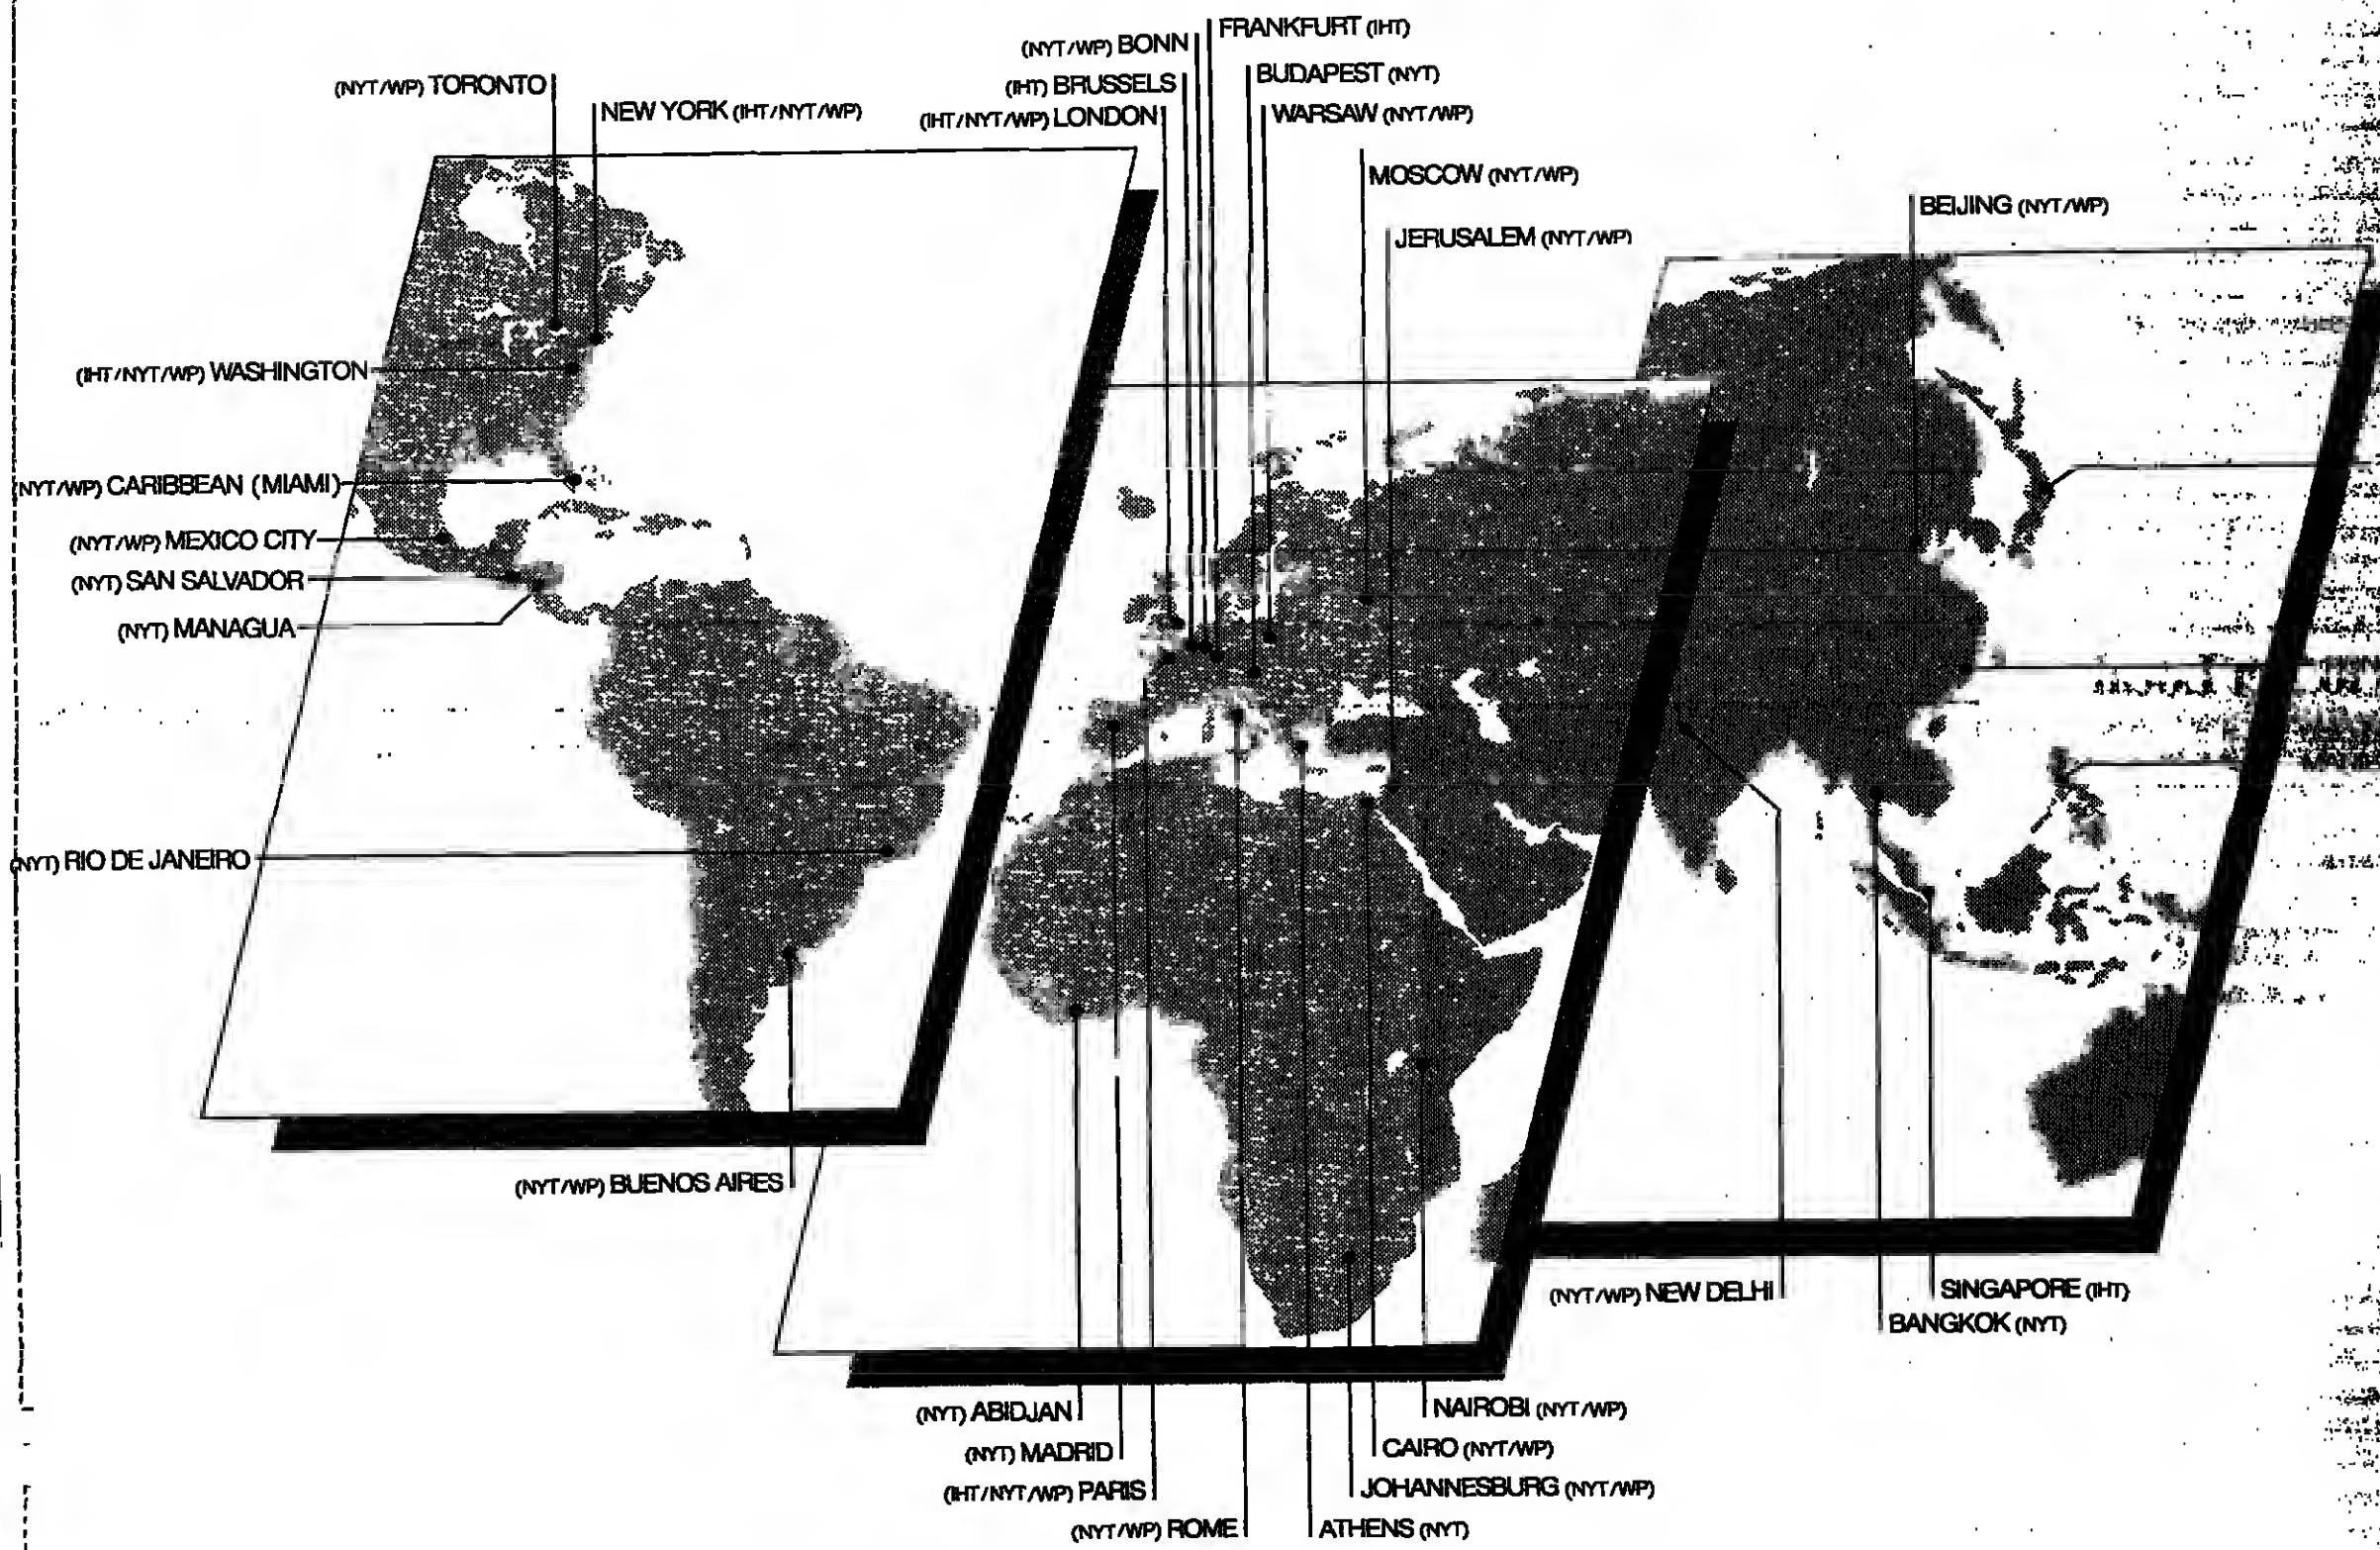 FRANKFURT (IHT)
(NYT/WP) BONN
BUDAPEST (NYT)
(IHT) BRUSSELS
(NYT/WP) TORONTO
NEW YORK (IHT/NYT/WP)
(IHT/NYT/WP) LONDON
WARSAW (NYT/WP)
MOSCOW (NYT/WP)
BEIJING (NYT/WP)
JERUSALEM (NYT/WP)
(IHT/NYT/WP) WASHINGTON
(NYT/WP) CARIBBEAN (MIAMI)
(NYT/WP) MEXICO CITY
(NYT) SAN SALVADOR
(NYT) MANAGUA
(NYT) RIO DE JANEIRO
(NYT/WP) BUENOS AIRES
(NYT/WP) NEW DELHI
SINGAPORE (IHT)
BANGKOK (NYT)
(NYT) ABIDJAN
NAIROBI (NYT/WP)
(NYT) MADRID
CAIRO (NYT/WP)
(IHT/NYT/WP) PARIS
JOHANNESBURG (NYT/WP)
(NYT/WP) ROME
ATHENS (NYT)